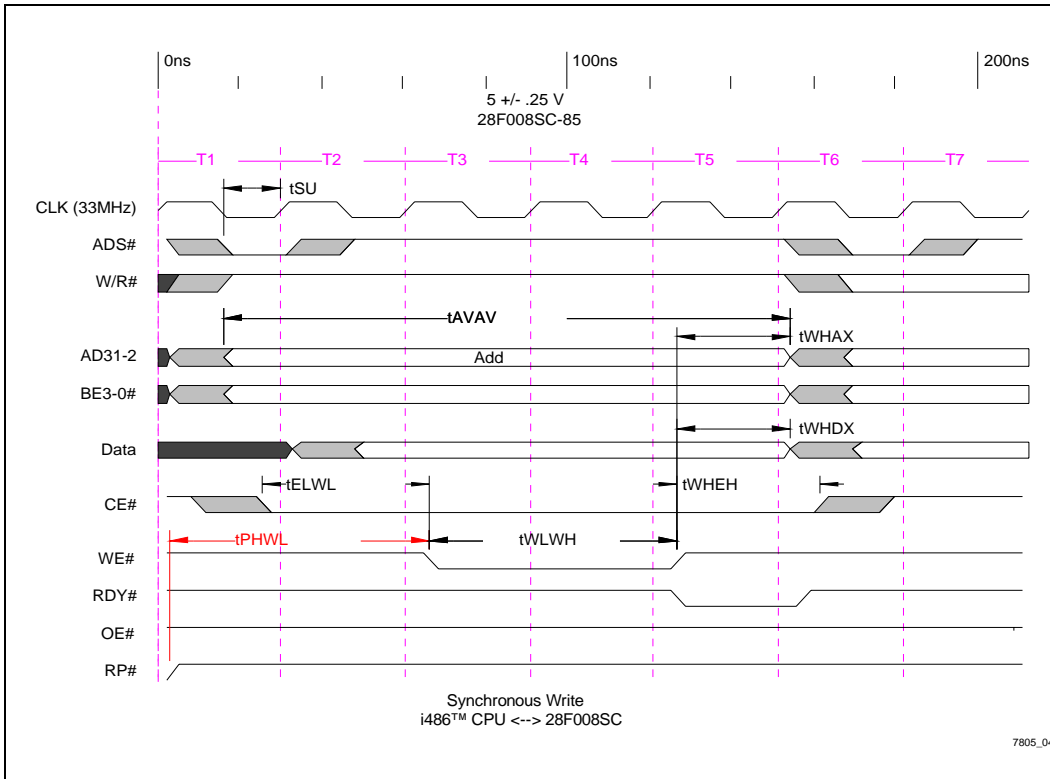 0ns 100ns 200ns
5 +/- .25 V
28F008SC-85
T1 T2 T3 T4 T5 T6 T7
tSU
CLK (33MHz)
ADS#
W/R#
tAVAV
tWHAX
AD31-2 Add
BE3-0#
tWHDX
Data
tELWL tWHEH
CE#
tPHWL tWLWH
WE#
RDY#
OE#
RP#
Synchronous Write
i486™ CPU <--> 28F008SC
7805_04